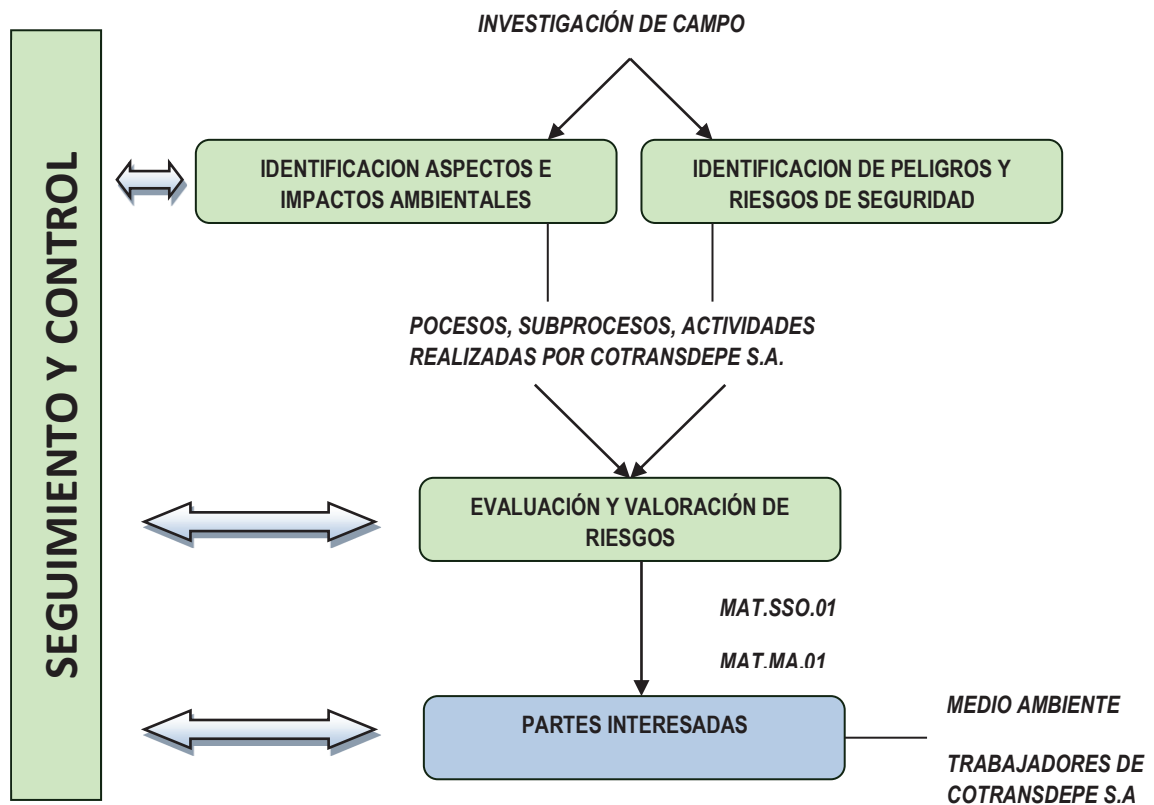 INVESTIGACIÓN DE CAMPO
SEGUIMIENTO Y CONTROL
IDENTIFICACION ASPECTOS E
IMPACTOS AMBIENTALES
IDENTIFICACION DE PELIGROS Y
RIESGOS DE SEGURIDAD
POCESOS, SUBPROCESOS, ACTIVIDADES
REALIZADAS POR COTRANSDEPE S.A.
EVALUACIÓN Y VALORACIÓN DE
RIESGOS
MAT.SSO.01
MAT.MA.01
PARTES INTERESADAS
MEDIO AMBIENTE
TRABAJADORES DE
COTRANSDEPE S.A